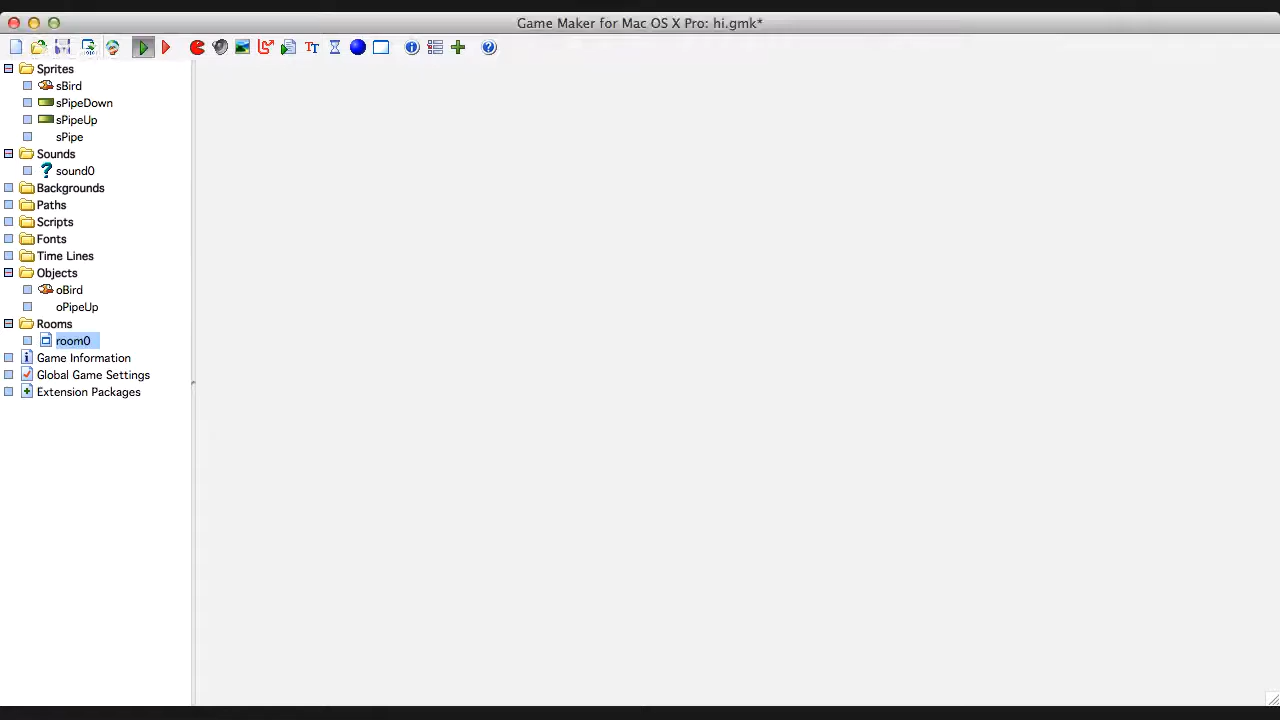 Game Maker for Mac OS X Pro: hi.gmk*
Sprites
sBird
sPipeDown
sPipeUp
sPipe
Sounds
sound0
Backgrounds
Paths
Scripts
Fonts
Time Lines
Objects
oBird
oPipeUp
Rooms
room0
Game Information
Global Game Settings
Extension Packages